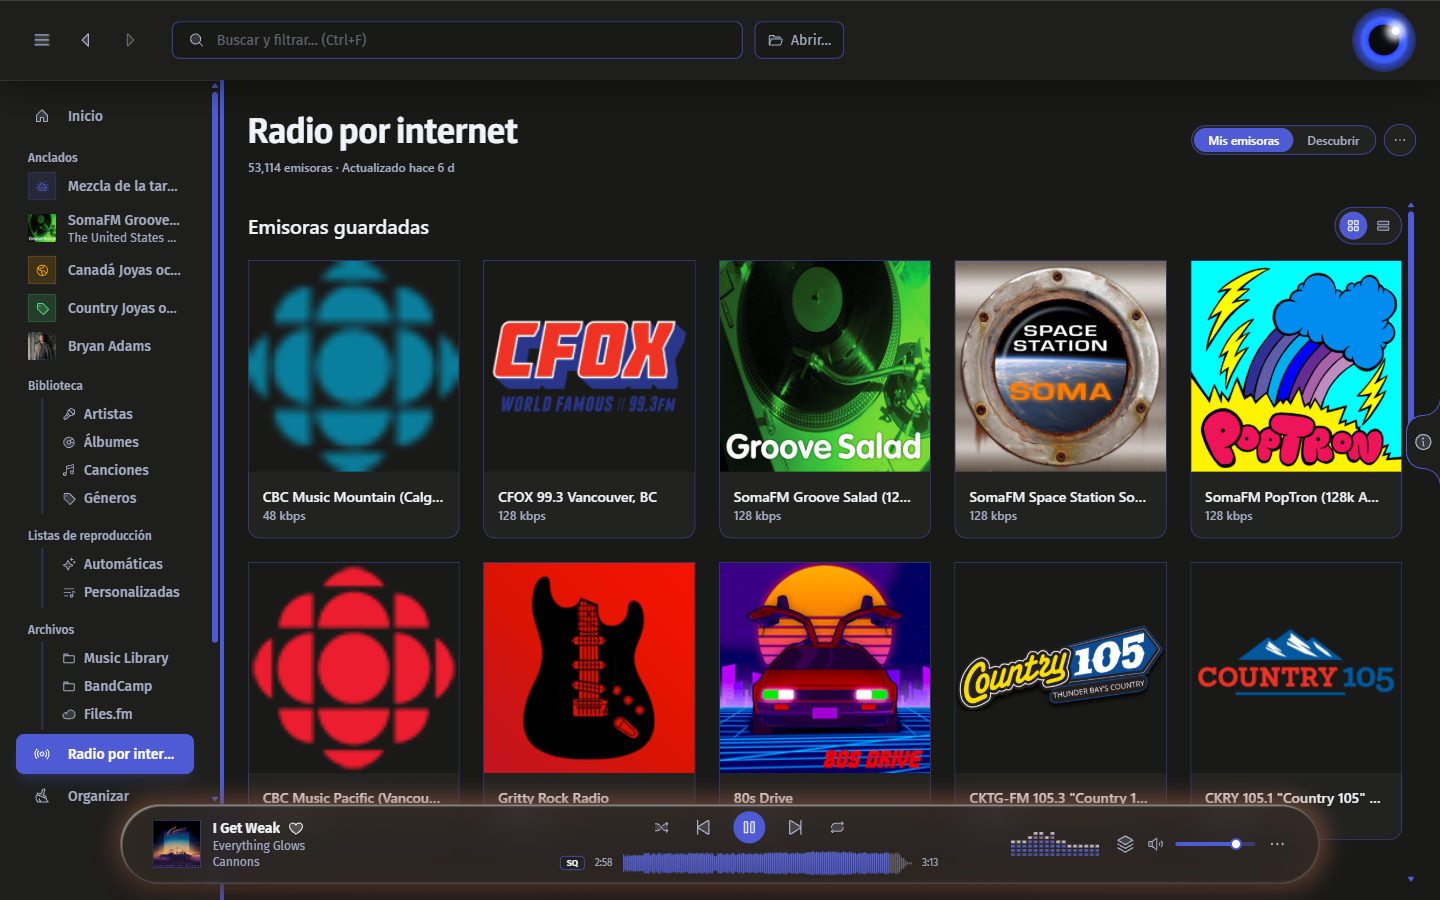 Buscar y filtrar... (Ctrl+F)
Abrir...
Inicio
Anclados
Mezcla de la tar...
SomaFM Groove...
The United States ...
Canadá Joyas oc...
Country Joyas o...
Bryan Adams
Biblioteca
Artistas
Álbumes
Canciones
Géneros
Listas de reproducción
Automáticas
Personalizadas
Archivos
Music Library
BandCamp
Files.fm
Radio por inter...
Organizar
Radio por internet
53,114 emisoras · Actualizado hace 6 d
Mis emisoras
Descubrir
Emisoras guardadas
CFOX
WORLD FAMOUS // 99.3FM
Groove Salad
SPACE
STATION
SOMA
POPTRON
CBC Music Mountain (Calg...
48 kbps
CFOX 99.3 Vancouver, BC
128 kbps
SomaFM Groove Salad (12...
128 kbps
SomaFM Space Station So...
128 kbps
SomaFM PopTron (128k A...
128 kbps
80S DRIVE
Country 105
THUNDER BAY'S COUNTRY
COUNTRY 105
CBC Music Pacific (Vancou...
Gritty Rock Radio
80s Drive
CKTG-FM 105.3 "Country 1...
CKRY 105.1 "Country 105" ...
I Get Weak
Everything Glows
Cannons
SQ
2:58
3:13